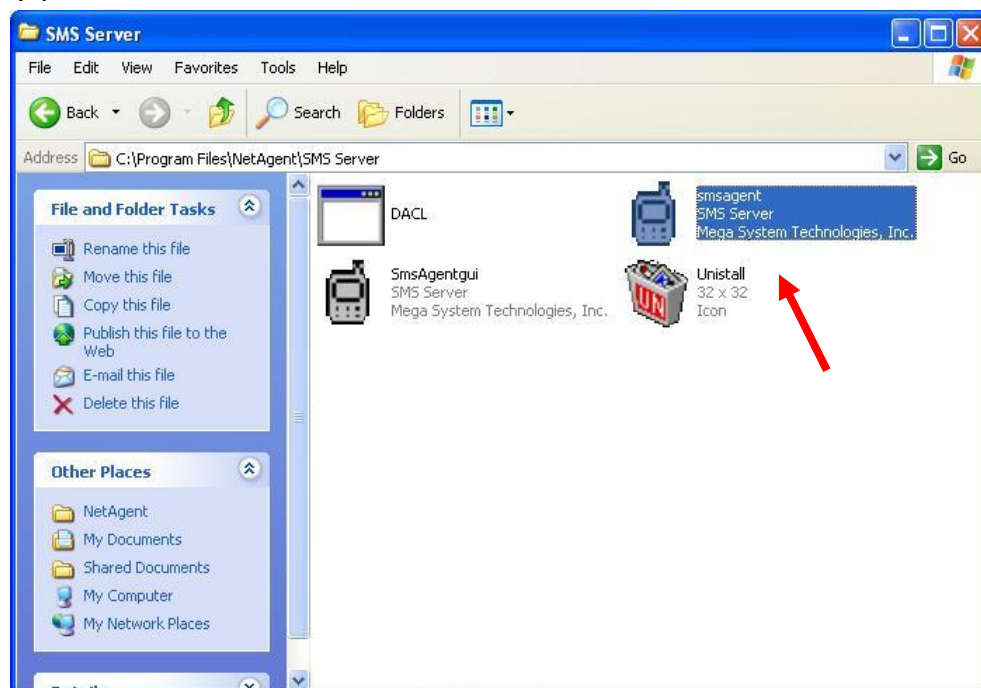 SMS Server
File Edit View Favorites Tools Help
Back Search Folders
Address C:\Program Files\NetAgent\SMS Server Go
File and Folder Tasks
Rename this file
Move this file
Copy this file
Publish this file to the
Web
E-mail this file
Delete this file
Other Places
NetAgent
My Documents
Shared Documents
My Computer
My Network Places
DACL
smsagent
SMS Server
Mega System Technologies, Inc.
SmsAgentgui
SMS Server
Mega System Technologies, Inc.
UN
Unistall
32 x 32
Icon